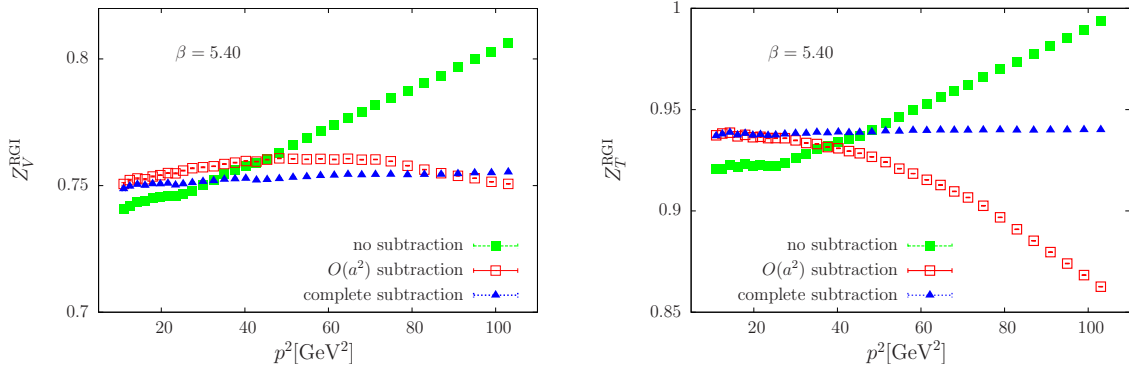 0.8
0.75
0.7
Z_V^RGI
β = 5.40
no subtraction
O(a²) subtraction
complete subtraction
20 40 60 80 100
p²[GeV²]
1
0.95
0.9
0.85
Z_T^RGI
β = 5.40
no subtraction
O(a²) subtraction
complete subtraction
20 40 60 80 100
p²[GeV²]